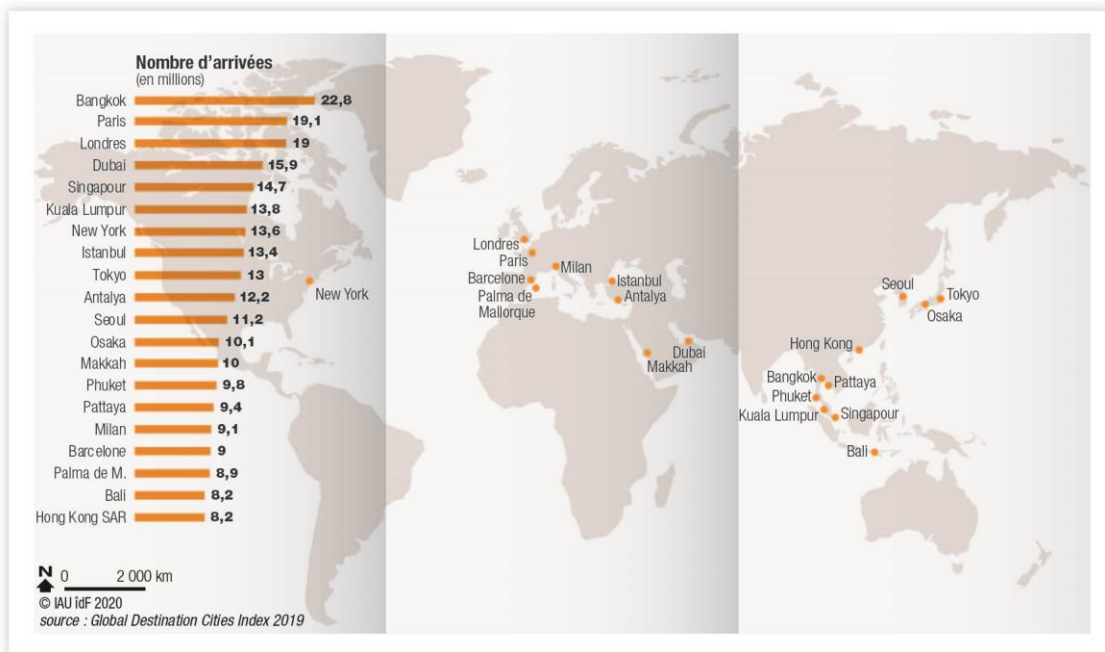 Nombre d'arrivées
(en millions)
Bangkok 22,8
Paris 19,1
Londres 19
Dubai 15,9
Singapour 14,7
Kuala Lumpur 13,8
New York 13,6
Istanbul 13,4
Tokyo 13
Antalya 12,2
Seoul 11,2
Osaka 10,1
Makkah 10
Phuket 9,8
Pattaya 9,4
Milan 9,1
Barcelone 9
Palma de M. 8,9
Bali 8,2
Hong Kong SAR 8,2
New York
Londres
Paris
Milan
Barcelone
Palma de
Mallorque
Istanbul
Antalya
Dubai
Makkah
Seoul
Tokyo
Osaka
Hong Kong
Bangkok
Pattaya
Phuket
Kuala Lumpur
Singapour
Bali
N 0 2 000 km
© IAU îdF 2020
source : Global Destination Cities Index 2019